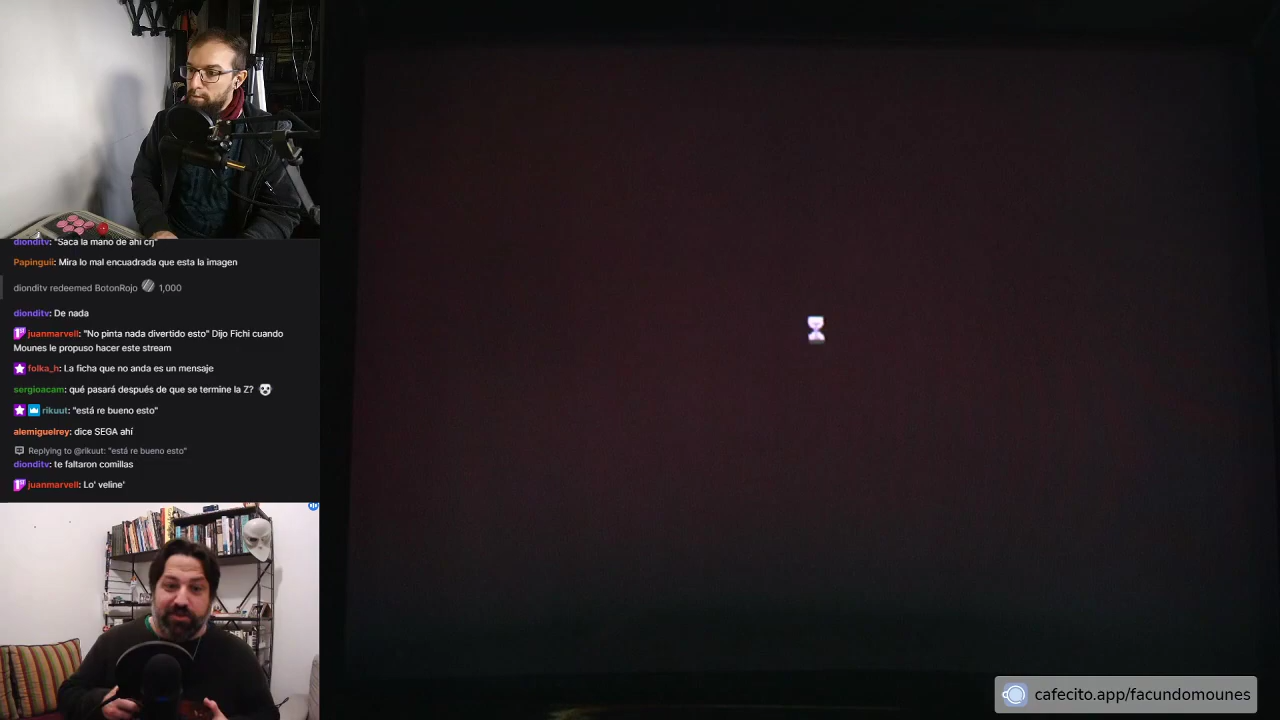 dionditv: "Saca la mano de ahí crj"
Papinguii: Mira lo mal encuadrada que esta la imagen
dionditv redeemed BotonRojo 1,000
dionditv: De nada
juanmarvell: "No pinta nada divertido esto" Dijo Fichi cuando
Mounes le propuso hacer este stream
folka_h: La ficha que no anda es un mensaje
sergioacam: qué pasará después de que se termine la Z?
rikuut: "está re bueno esto"
alemiguelrey: dice SEGA ahí
Replying to @rikuut: "está re bueno esto"
dionditv: te faltaron comillas
juanmarvell: Lo' veline'
cafecito.app/facundomounes